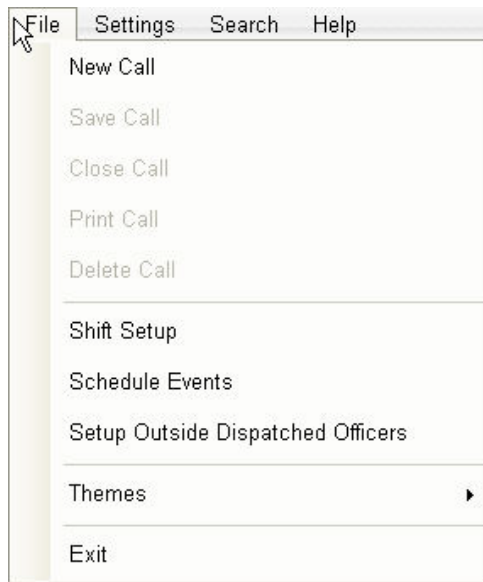 File Settings Search Help
New Call
Save Call
Close Call
Print Call
Delete Call
Shift Setup
Schedule Events
Setup Outside Dispatched Officers
Themes
Exit